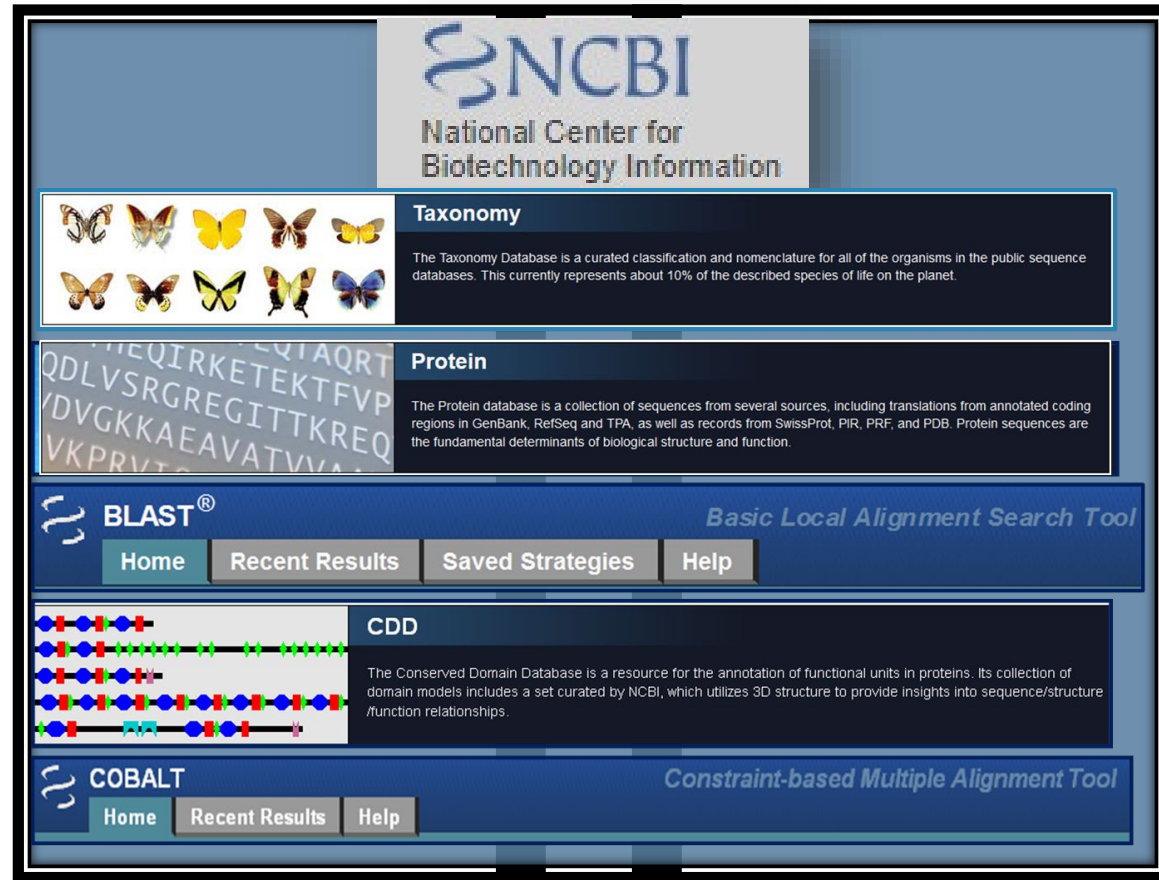 NCBI
National Center for
Biotechnology Information
Taxonomy
The Taxonomy Database is a curated classification and nomenclature for all of the organisms in the public sequence
databases. This currently represents about 10% of the described species of life on the planet.
QDLVSRGREGITTKREQ
Protein
The Protein database is a collection of sequences from several sources, including translations from annotated coding
regions in GenBank, RefSeq and TPA, as well as records from SwissProt, PIR, PRF, and PDB. Protein sequences are
the fundamental determinants of biological structure and function.
BLAST®
Basic Local Alignment Search Tool
Home Recent Results Saved Strategies Help
CDD
The Conserved Domain Database is a resource for the annotation of functional units in proteins. Its collection of
domain models includes a set curated by NCBI, which utilizes 3D structure to provide insights into sequence/structure
/function relationships.
COBALT
Constraint-based Multiple Alignment Tool
Home Recent Results Help